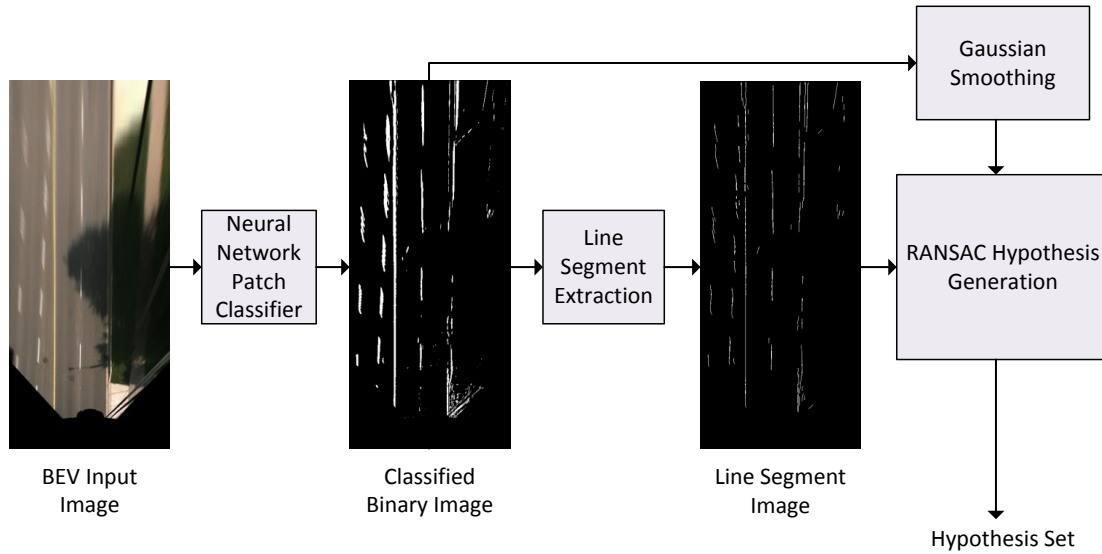 Gaussian
Smoothing
Neural
Network
Patch
Classifier
Line
Segment
Extraction
RANSAC Hypothesis
Generation
BEV Input
Image
Classified
Binary Image
Line Segment
Image
Hypothesis Set